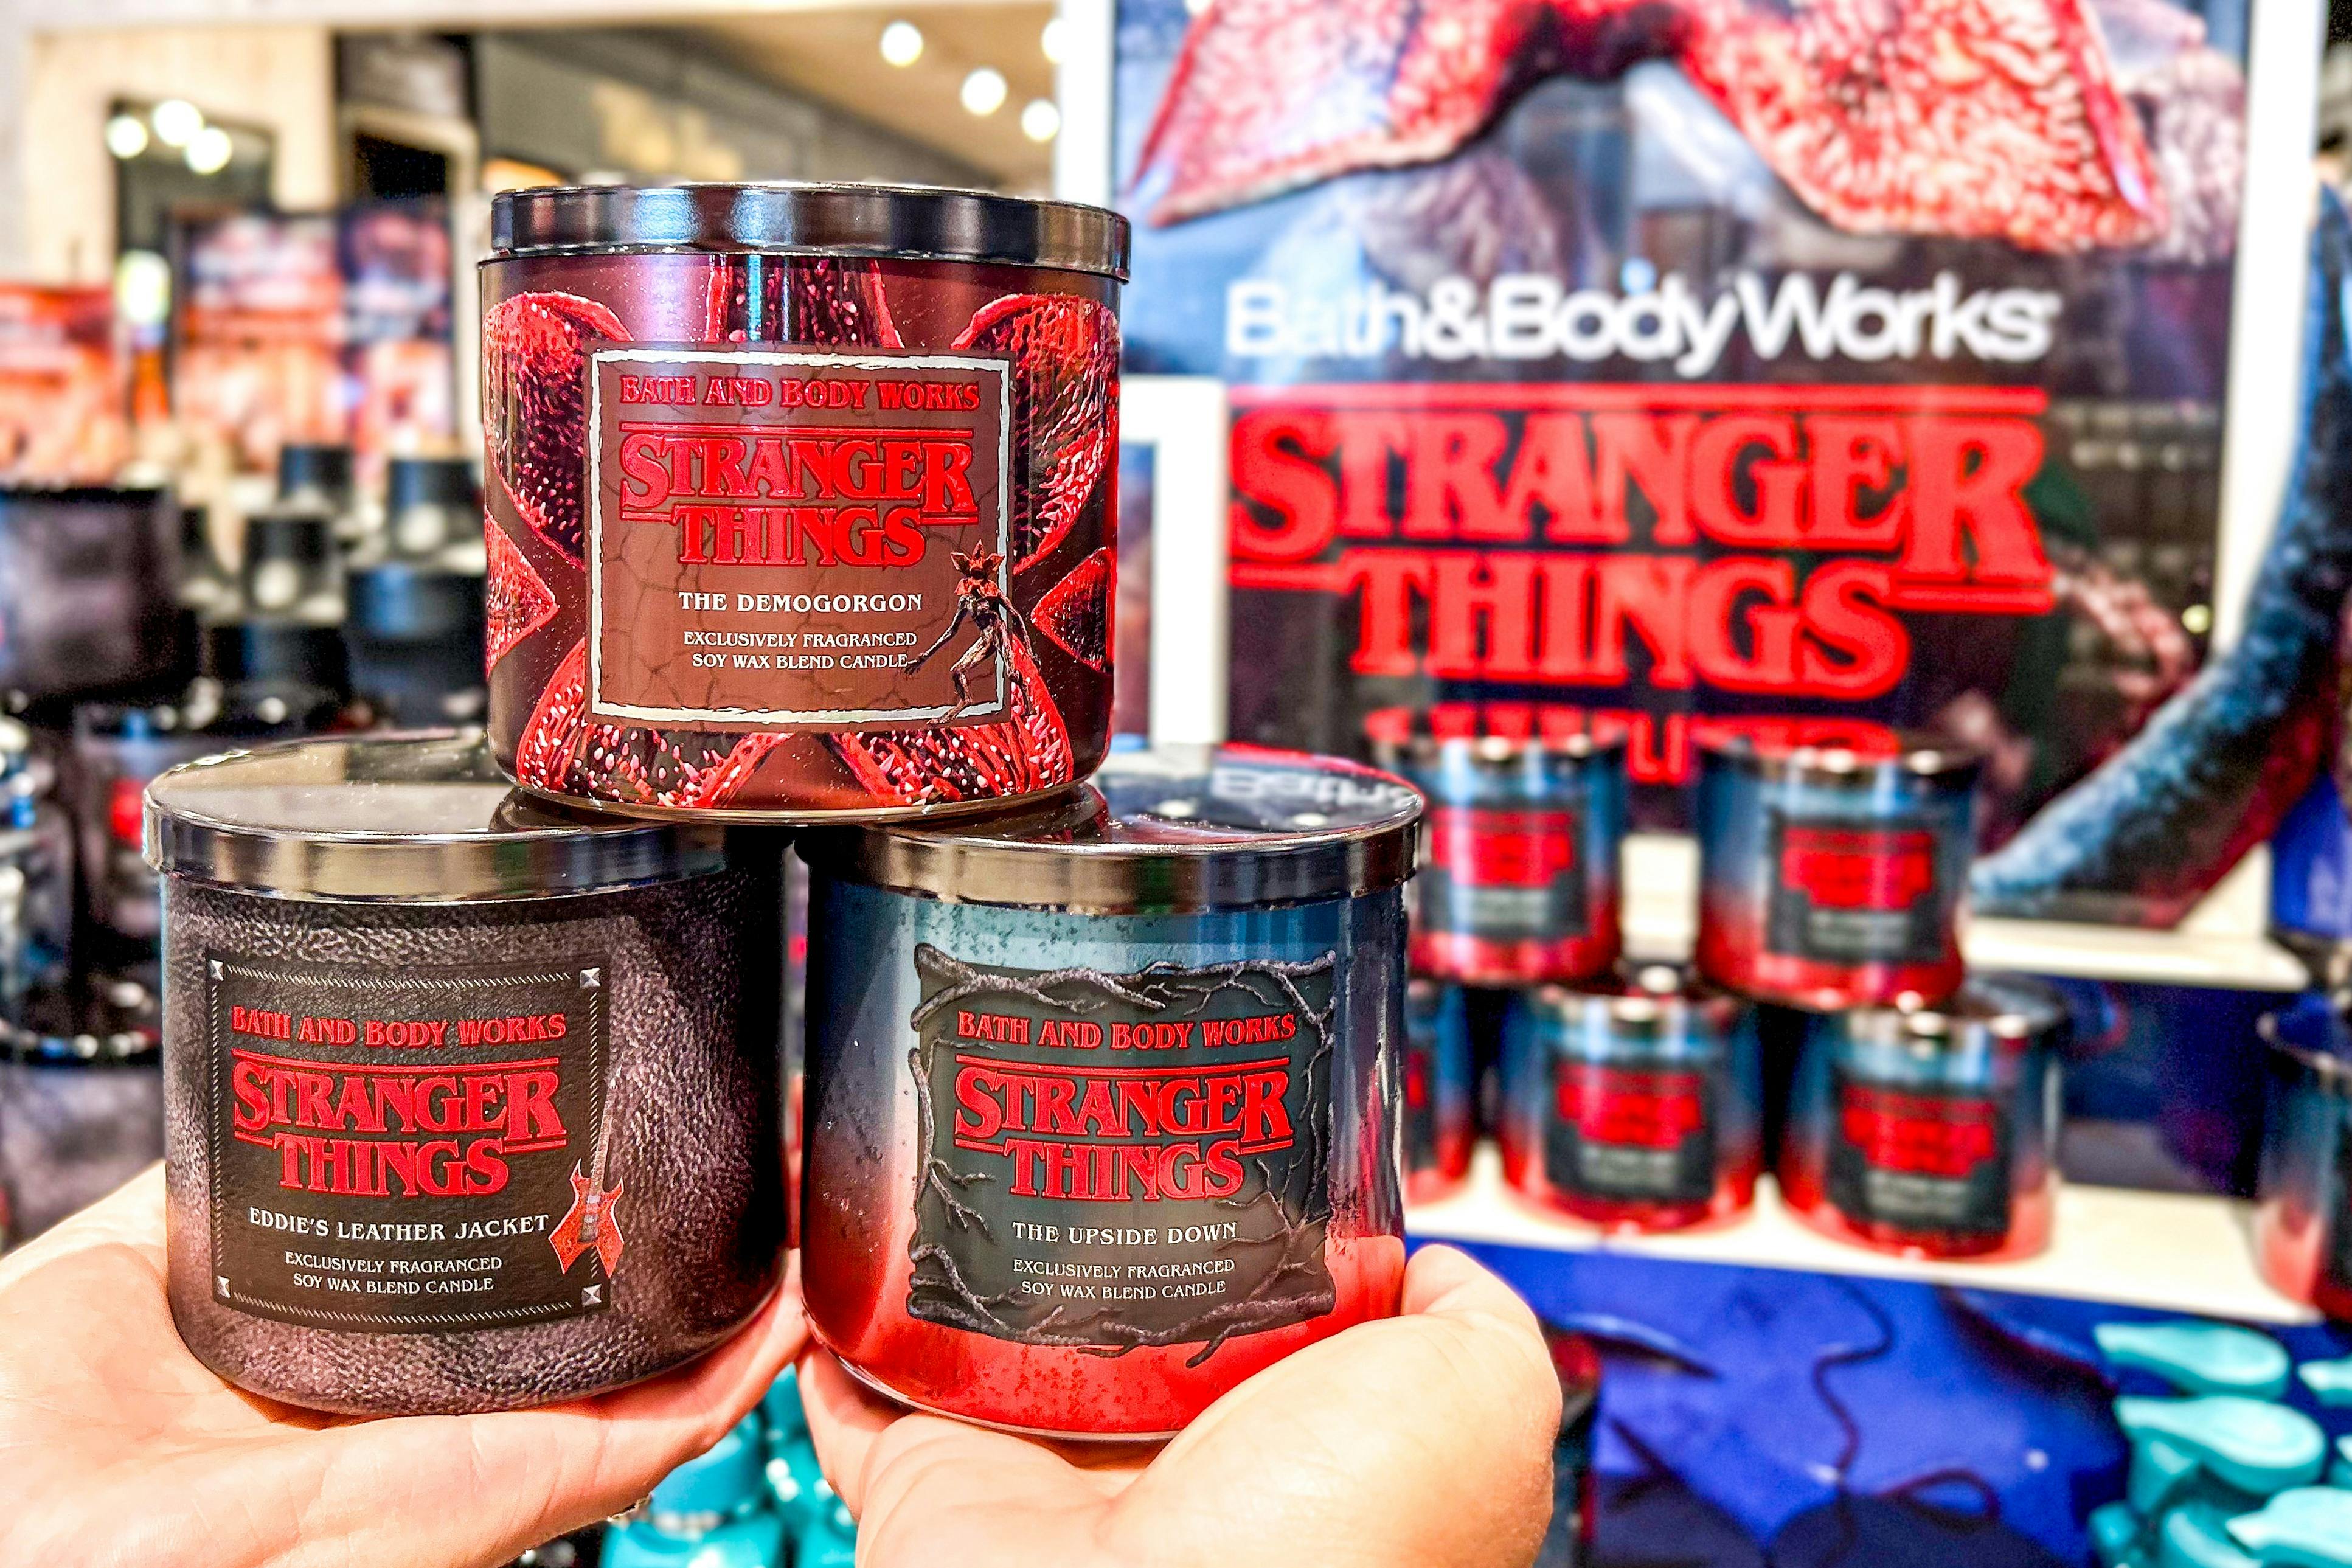 BATH AND BODY WORKS
STRANGER
THINGS
THE DEMOGORGON
EXCLUSIVELY FRAGRANCED
SOY WAX BLEND CANDLE
Bath&BodyWorks
STRANGER
THINGS
BATH AND BODY WORKS
STRANGER
THINGS
EDDIE'S LEATHER JACKET
EXCLUSIVELY FRAGRANCED
SOY WAX BLEND CANDLE
BATH AND BODY WORKS
STRANGER
THINGS
THE UPSIDE DOWN
EXCLUSIVELY FRAGRANCED
SOY WAX BLEND CANDLE